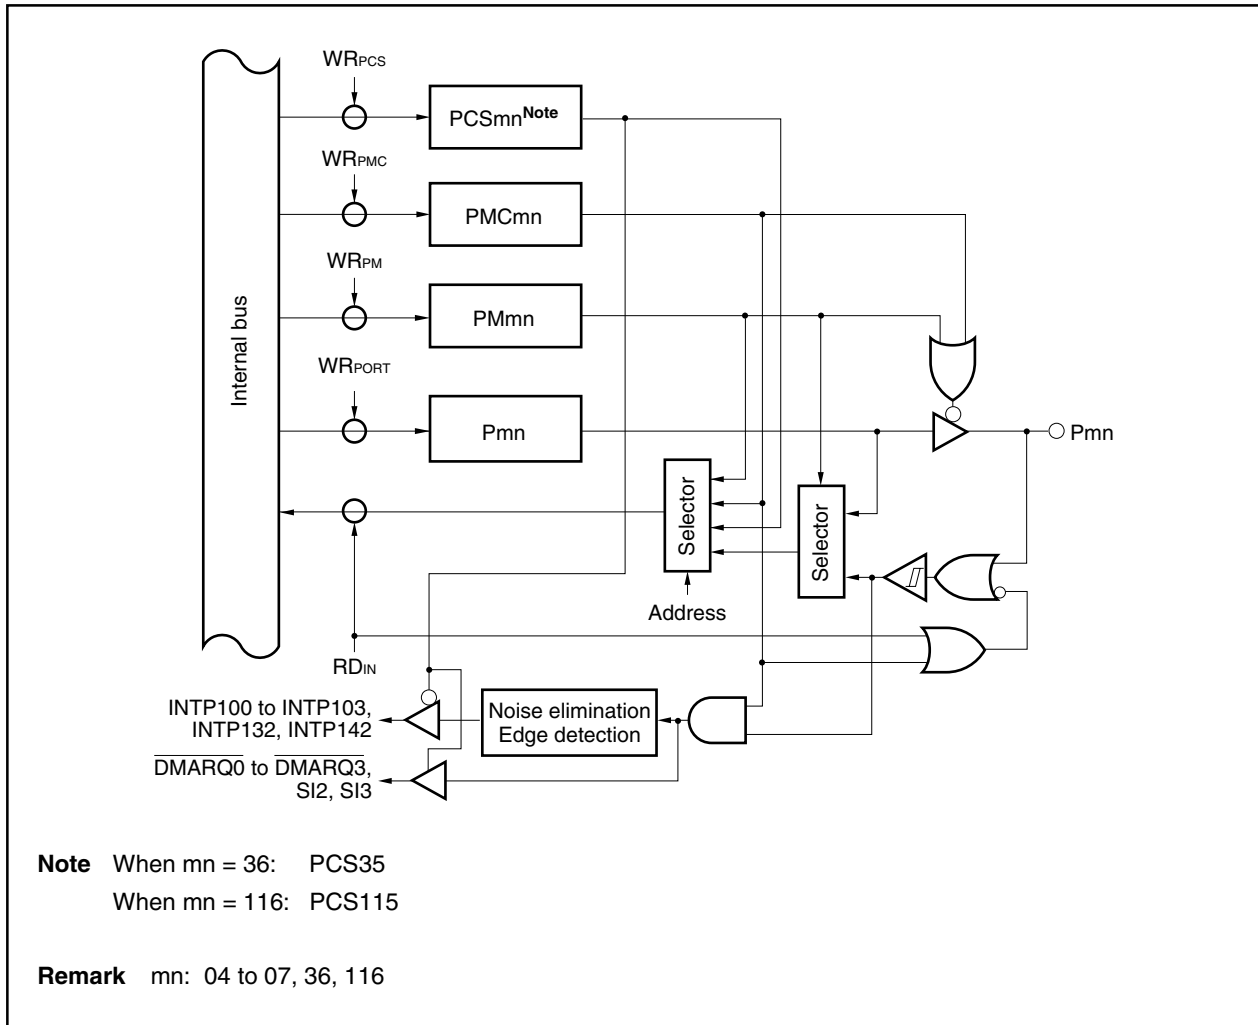 WRPCS
PCSmnNote
WRPMC
PMCmn
WRPM
PMmn
Internal bus
WRPORT
Pmn
Pmn
Selector
Selector
Address
RDIN
INTP100 to INTP103,
INTP132, INTP142
Noise elimination
Edge detection
DMARQ0 to DMARQ3,
SI2, SI3
Note When mn = 36: PCS35
When mn = 116: PCS115
Remark mn: 04 to 07, 36, 116